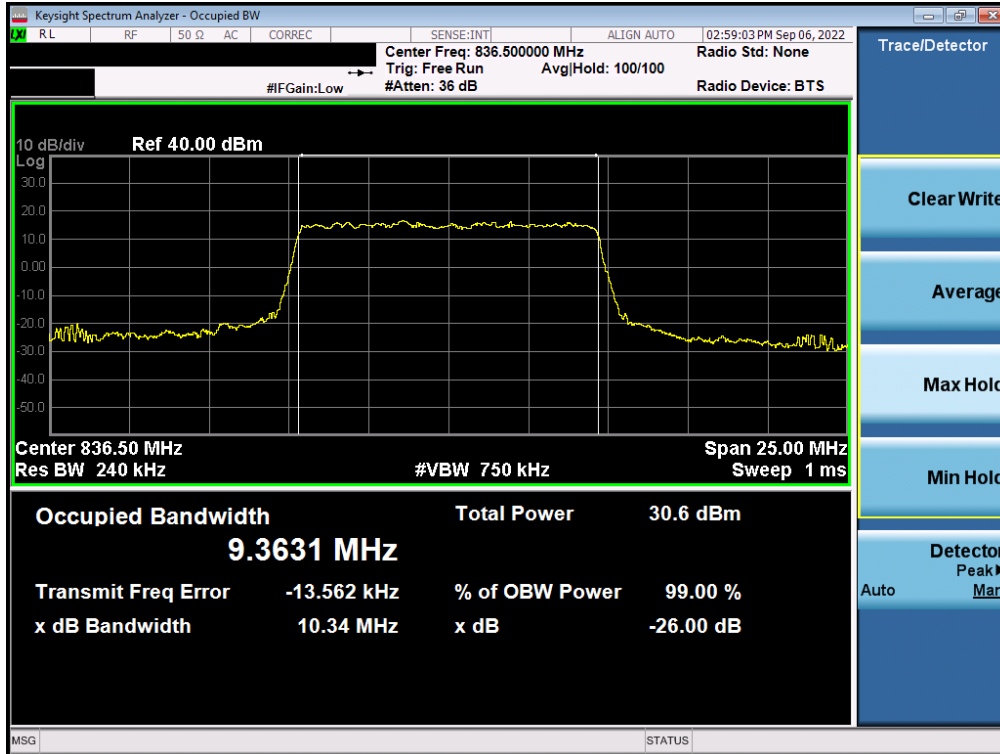 Keysight Spectrum Analyzer - Occupied BW
LXI RL RF 50 Ω AC CORREC SENSE:INT ALIGN AUTO 02:59:03 PM Sep 06, 2022
Center Freq: 836.500000 MHz Radio Std: None
Trig: Free Run Avg|Hold: 100/100
#IFGain:Low #Atten: 36 dB Radio Device: BTS
Trace/Detector
10 dB/div Ref 40.00 dBm
Log
30.0
20.0
10.0
0.00
-10.0
-20.0
-30.0
-40.0
-50.0
Center 836.50 MHz Span 25.00 MHz
Res BW 240 kHz #VBW 750 kHz Sweep 1 ms
Occupied Bandwidth Total Power 30.6 dBm
9.3631 MHz
Transmit Freq Error -13.562 kHz % of OBW Power 99.00 %
x dB Bandwidth 10.34 MHz x dB -26.00 dB
Clear Write
Average
Max Hold
Min Hold
Detector
Peak
Auto Man
MSG STATUS